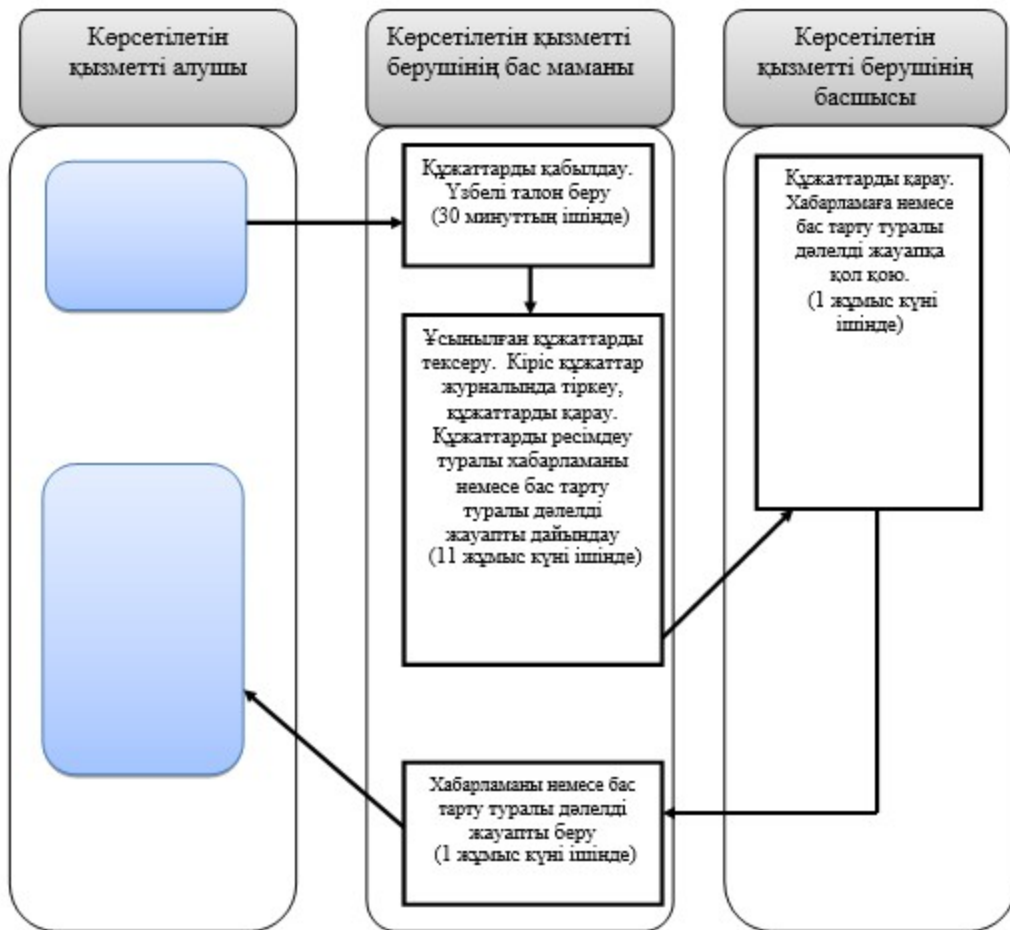 Көрсетілетін
қызметті алушы
Көрсетілетін қызметті
берушінің бас маманы
Көрсетілетін
қызметті берушінің
басшысы
Құжаттарды қабылдау.
Үзбелі талон беру
(30 минуттың ішінде)
Ұсынылған құжаттарды
тексеру. Кіріс құжаттар
журналында тіркеу,
құжаттарды қарау.
Құжаттарды ресімдеу
туралы хабарламаны
немесе бас тарту
туралы дәлелді
жауапты дайындау
(11 жұмыс күні ішінде)
Құжаттарды қарау.
Хабарламаға немесе
бас тарту туралы
дәлелді жауапқа
қол қою.
(1 жұмыс күні
ішінде)
Хабарламаны немесе бас
тарту туралы дәлелді
жауапты беру
(1 жұмыс күні ішінде)